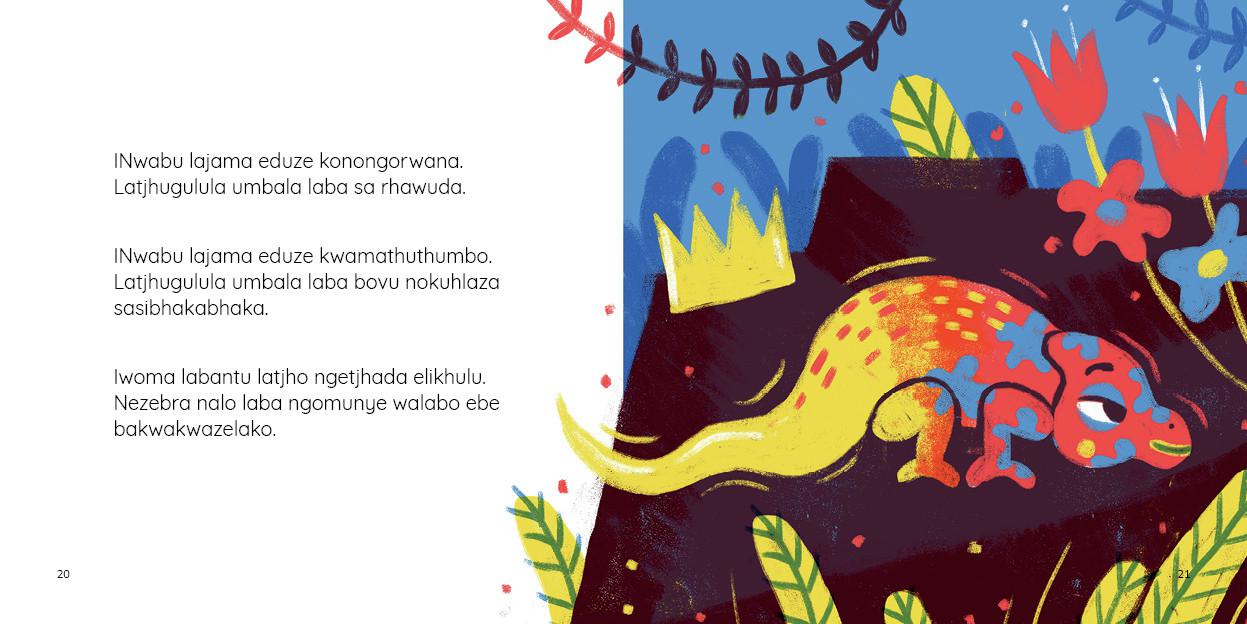 INwabu lajama eduze konongorwana.
Latjhugulula umbala laba sa rhawuda.
INwabu lajama eduze kwamathuthumbo.
Latjhugulula umbala laba bovu nokuhlaza
sasibhakabhaka.
Iwoma labantu latjho ngetjhada elikhulu.
Nezebra nalo laba ngomunye walabo ebe
bakwakwazelako.
20
21